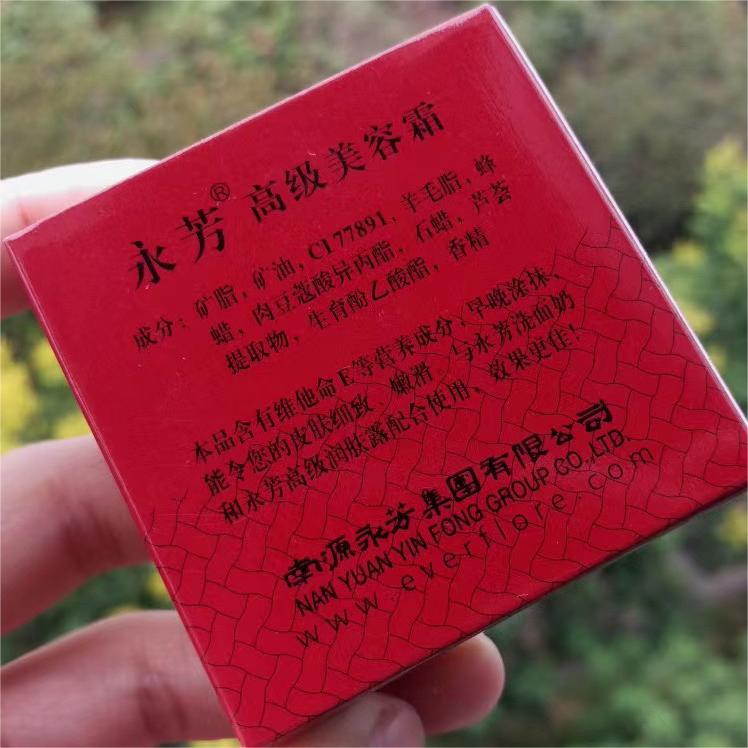 永芳® 高级美容霜
成分：矿脂，矿油，CI 77891，羊毛脂，蜂
蜡，肉豆蔻酸异丙酯，石蜡，芦荟
提取物，生育酚乙酸酯，香精
本品含有维他命E等营养成分，早晚涂抹，
能令您的皮肤细致、嫩滑，与永芳洗面奶
和永芳高级润肤露配合使用、效果更佳!
南源永芳集团有限公司
NAN YUAN YIN FONG GROUP CO.,LTD.
www.everflore.com